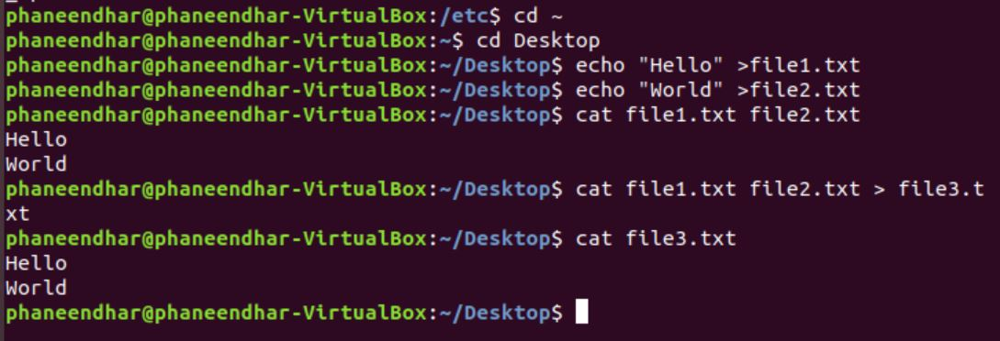 phaneendhar@phaneendhar-VirtualBox:/etc$ cd ~
phaneendhar@phaneendhar-VirtualBox:~$ cd Desktop
phaneendhar@phaneendhar-VirtualBox:~/Desktop$ echo "Hello" >file1.txt
phaneendhar@phaneendhar-VirtualBox:~/Desktop$ echo "World" >file2.txt
phaneendhar@phaneendhar-VirtualBox:~/Desktop$ cat file1.txt file2.txt
Hello
World
phaneendhar@phaneendhar-VirtualBox:~/Desktop$ cat file1.txt file2.txt > file3.t
xt
phaneendhar@phaneendhar-VirtualBox:~/Desktop$ cat file3.txt
Hello
World
phaneendhar@phaneendhar-VirtualBox:~/Desktop$